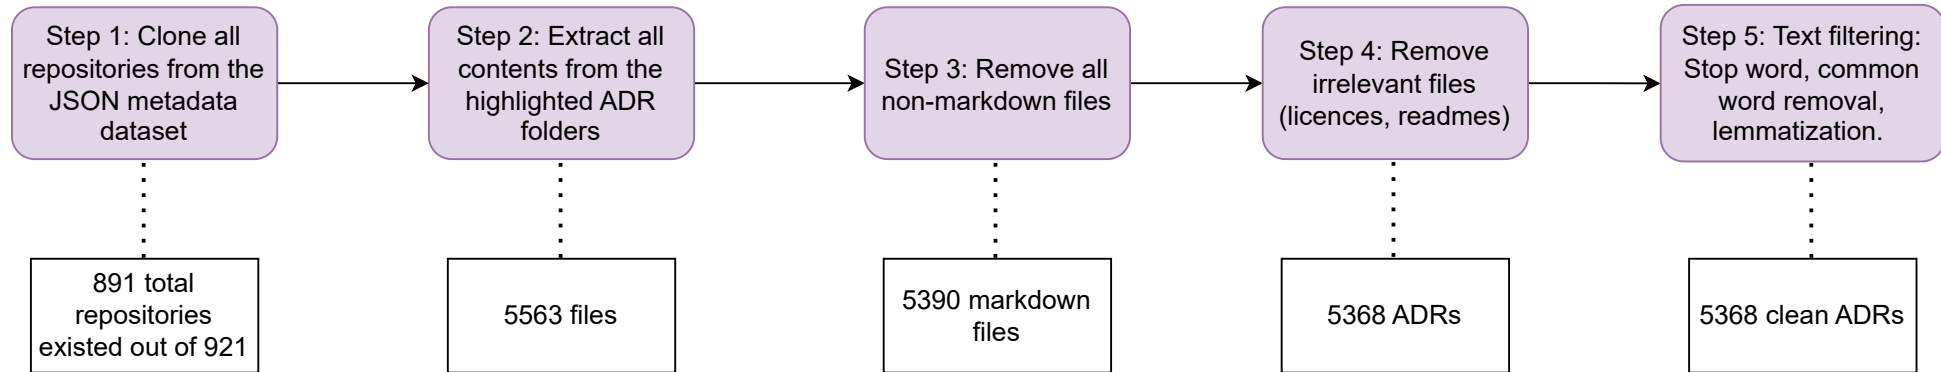 Step 1: Clone all
repositories from the
JSON metadata
dataset
Step 2: Extract all
contents from the
highlighted ADR
folders
Step 3: Remove all
non-markdown files
Step 4: Remove
irrelevant files
(licences, readmes)
Step 5: Text filtering:
Stop word, common
word removal,
lemmatization.
891 total
repositories
existed out of 921
5563 files
5390 markdown
files
5368 ADRs
5368 clean ADRs